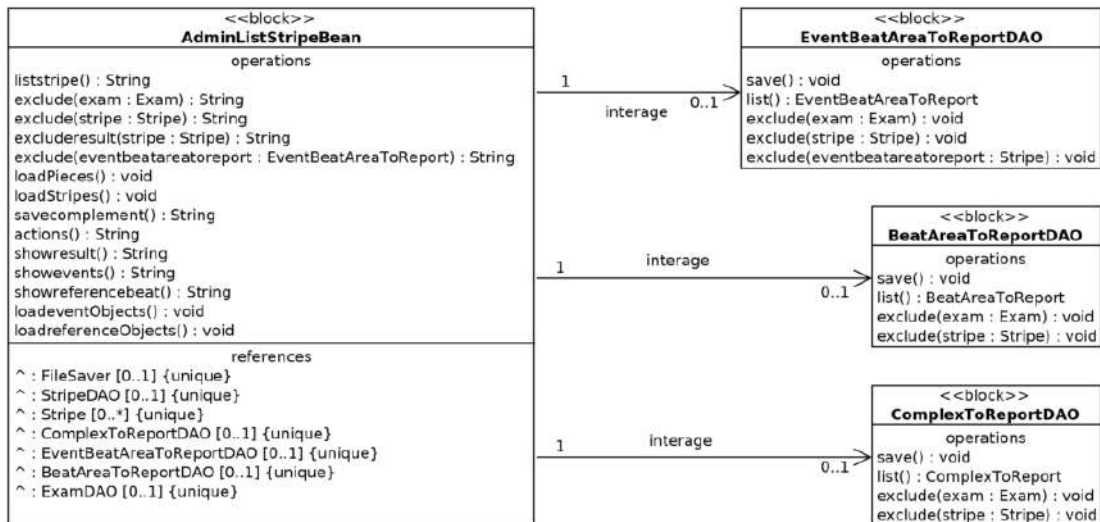 <<block>>
AdminListStripeBean
operations
liststripe() : String
exclude(exam : Exam) : String
exclude(stripe : Stripe) : String
excluderesult(stripe : Stripe) : String
exclude(eventbeatareatoreport : EventBeatAreaToReport) : String
loadPieces() : void
loadStripes() : void
savecomplement() : String
actions() : String
showresult() : String
showevents() : String
showreferencebeat() : String
loadeventObjects() : void
loadreferenceObjects() : void
references
^ : FileSaver [0..1] {unique}
^ : StripeDAO [0..1] {unique}
^ : Stripe [0..*] {unique}
^ : ComplexToReportDAO [0..1] {unique}
^ : EventBeatAreaToReportDAO [0..1] {unique}
^ : BeatAreaToReportDAO [0..1] {unique}
^ : ExamDAO [0..1] {unique}
1
interage
0..1
<<block>>
EventBeatAreaToReportDAO
operations
save() : void
list() : EventBeatAreaToReport
exclude(exam : Exam) : void
exclude(stripe : Stripe) : void
exclude(eventbeatareatoreport : Stripe) : void
1
interage
0..1
<<block>>
BeatAreaToReportDAO
operations
save() : void
list() : BeatAreaToReport
exclude(exam : Exam) : void
exclude(stripe : Stripe) : void
1
interage
0..1
<<block>>
ComplexToReportDAO
operations
save() : void
list() : ComplexToReport
exclude(exam : Exam) : void
exclude(stripe : Stripe) : void